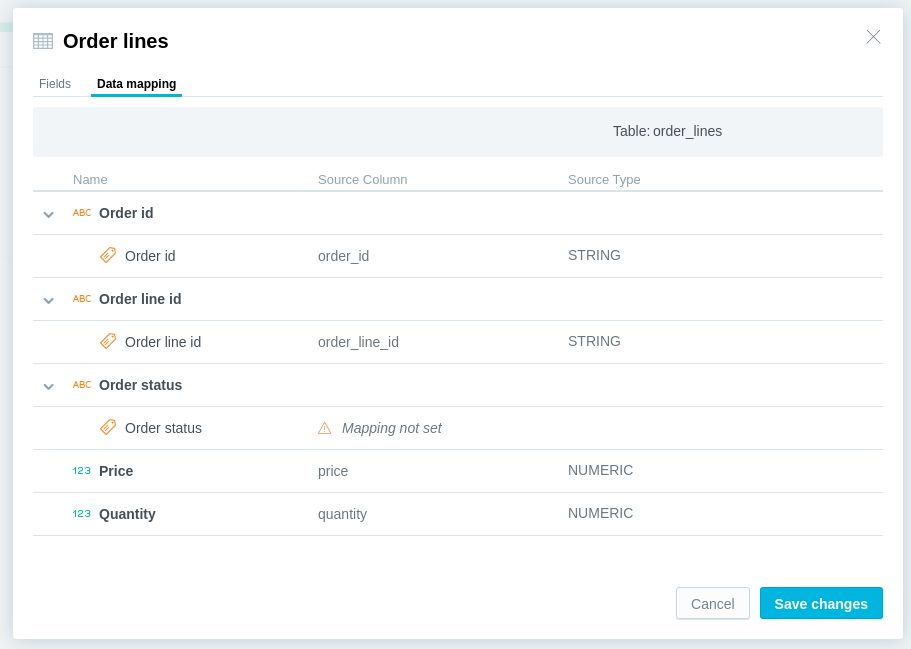 Order lines
Fields Data mapping
Table: order_lines
Name Source Column Source Type
ABC Order id
Order id order_id STRING
ABC Order line id
Order line id order_line_id STRING
ABC Order status
Order status Mapping not set
123 Price price NUMERIC
123 Quantity quantity NUMERIC
Cancel Save changes